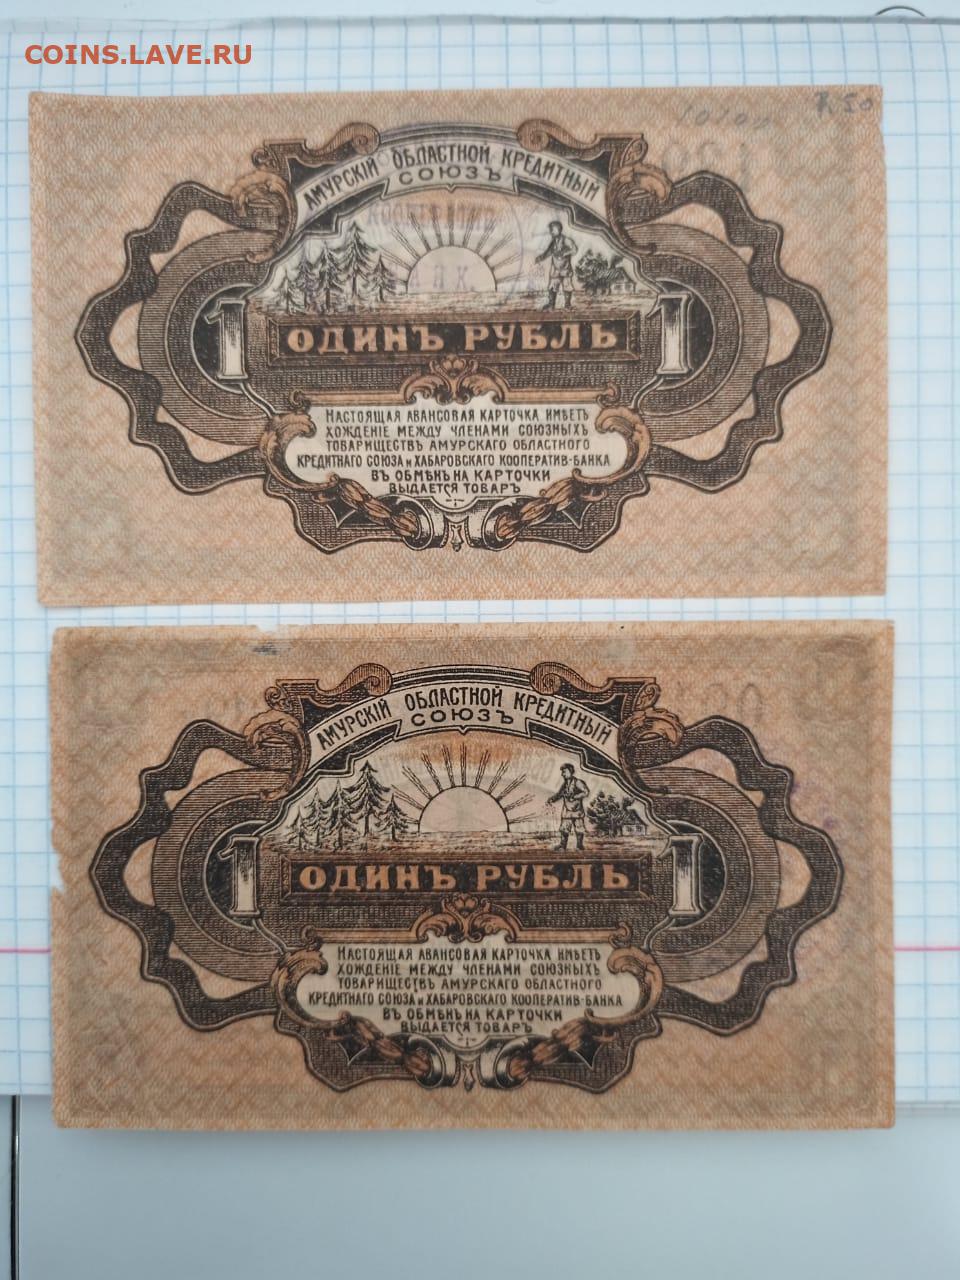 COINS.LAVE.RU
АМУРСКІЙ ОБЛАСТНОЙ КРЕДИТНЫЙ
СОЮЗЪ
ОДИНЪ РУБЛЬ
1 1
НАСТОЯЩАЯ АВАНСОВАЯ КАРТОЧКА ИМѢЕТЪ
ХОЖДЕНІЕ МЕЖДУ ЧЛЕНАМИ СОЮЗНЫХЪ
ТОВАРИЩЕСТВЪ АМУРСКАГО ОБЛАСТНОГО
КРЕДИТНАГО СОЮЗА И ХАБАРОВСКАГО КООПЕРАТИВ-БАНКА
ВЪ ОБМѢНЪ НА КАРТОЧКИ
ВЫДАЕТСЯ ТОВАРЪ
АМУРСКІЙ ОБЛАСТНОЙ КРЕДИТНЫЙ
СОЮЗЪ
ОДИНЪ РУБЛЬ
1 1
НАСТОЯЩАЯ АВАНСОВАЯ КАРТОЧКА ИМѢЕТЪ
ХОЖДЕНІЕ МЕЖДУ ЧЛЕНАМИ СОЮЗНЫХЪ
ТОВАРИЩЕСТВЪ АМУРСКАГО ОБЛАСТНОГО
КРЕДИТНАГО СОЮЗА И ХАБАРОВСКАГО КООПЕРАТИВ-БАНКА
ВЪ ОБМѢНЪ НА КАРТОЧКИ
ВЫДАЕТСЯ ТОВАРЪ